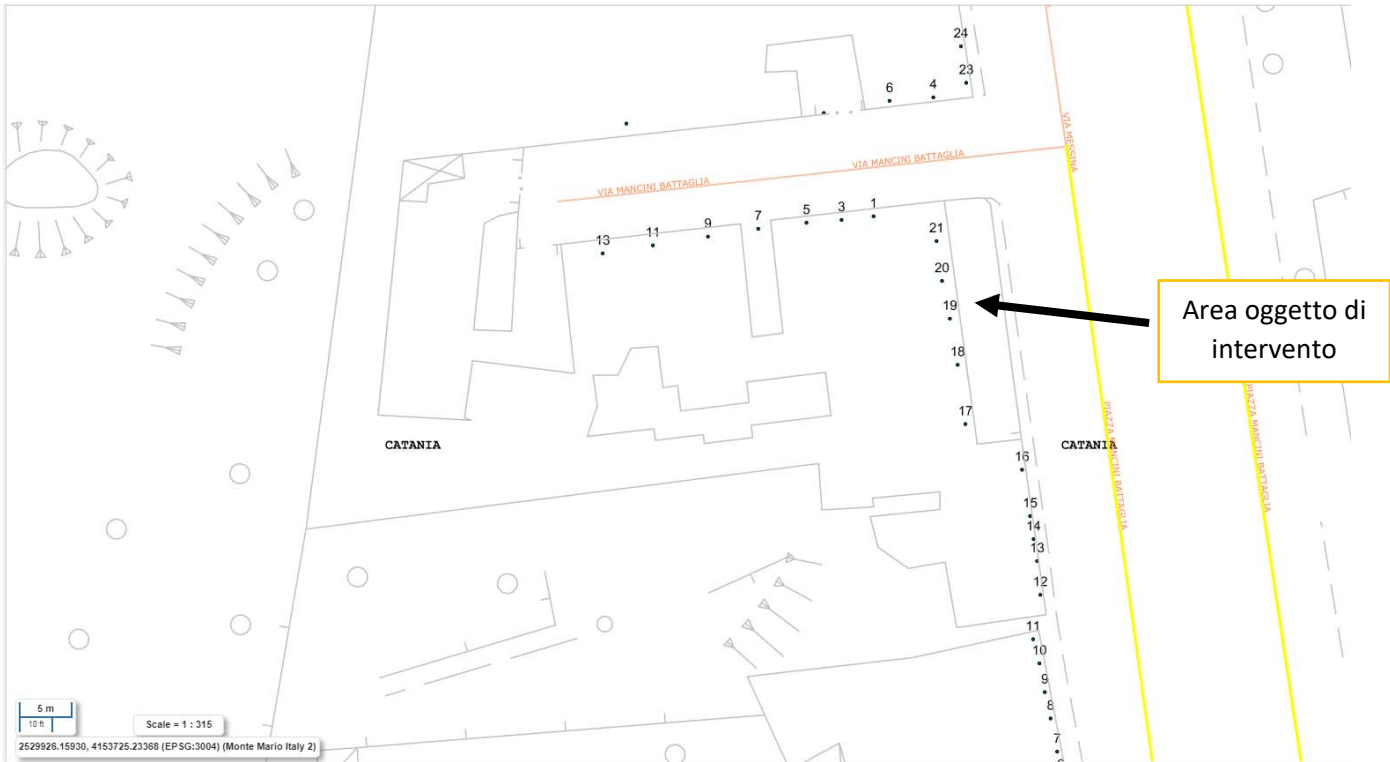 24
23
6
4
VIA MESSINA
VIA MANCINI BATTAGLIA
VIA MANCINI BATTAGLIA
1
3
5
7
9
11
13
21
20
19
18
17
16
15
14
13
12
11
10
9
8
7
Area oggetto di
intervento
CATANIA
CATANIA
PIAZZA MANCINI BATTAGLIA
PIAZZA MANCINI BATTAGLIA
5 m
10 ft
Scale = 1 : 315
2529926.15930, 4153725.23368 (EPSG:3004) (Monte Mario Italy 2)